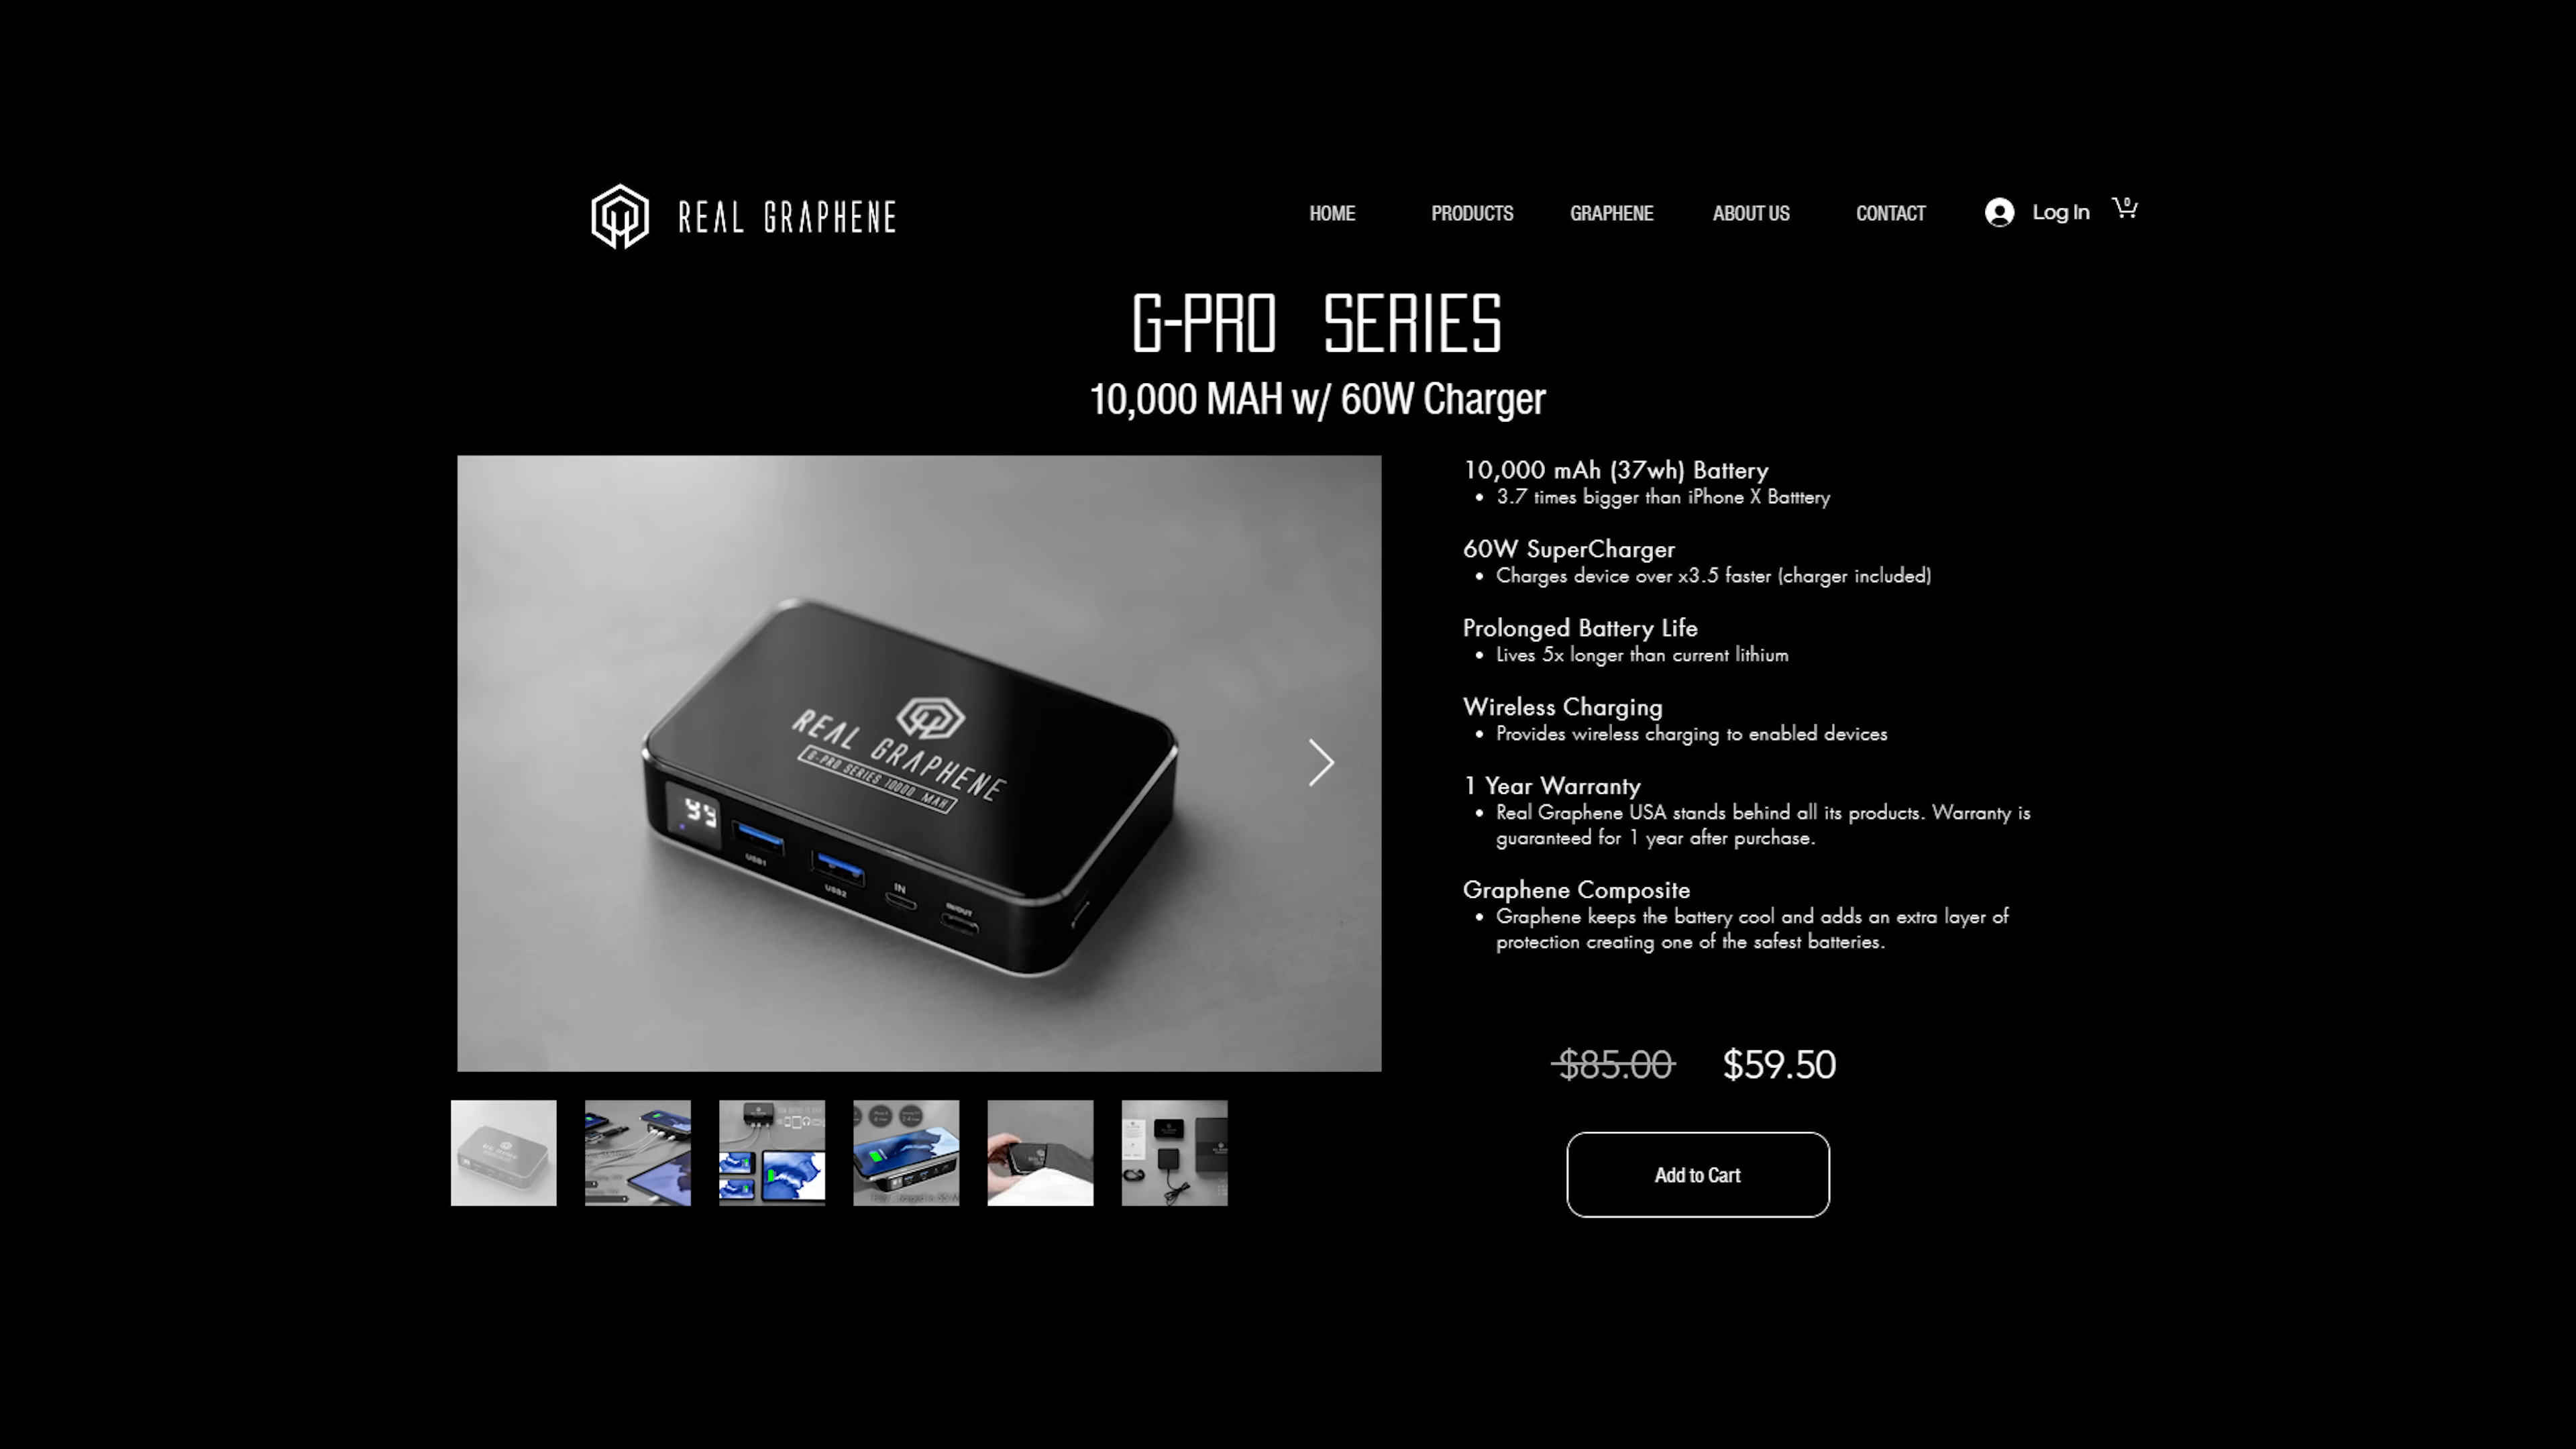 REAL GRAPHENE
HOME PRODUCTS GRAPHENE ABOUT US CONTACT Log In 0
G-PRO SERIES
10,000 MAH w/ 60W Charger
REAL GRAPHENE
G-PRO SERIES 10000 MAH
99
USB1
USB2
IN
IN/OUT
10,000 mAh (37wh) Battery
• 3.7 times bigger than iPhone X Batttery
60W SuperCharger
• Charges device over x3.5 faster (charger included)
Prolonged Battery Life
• Lives 5x longer than current lithium
Wireless Charging
• Provides wireless charging to enabled devices
1 Year Warranty
• Real Graphene USA stands behind all its products. Warranty is
guaranteed for 1 year after purchase.
Graphene Composite
• Graphene keeps the battery cool and adds an extra layer of
protection creating one of the safest batteries.
$85.00 $59.50
Add to Cart